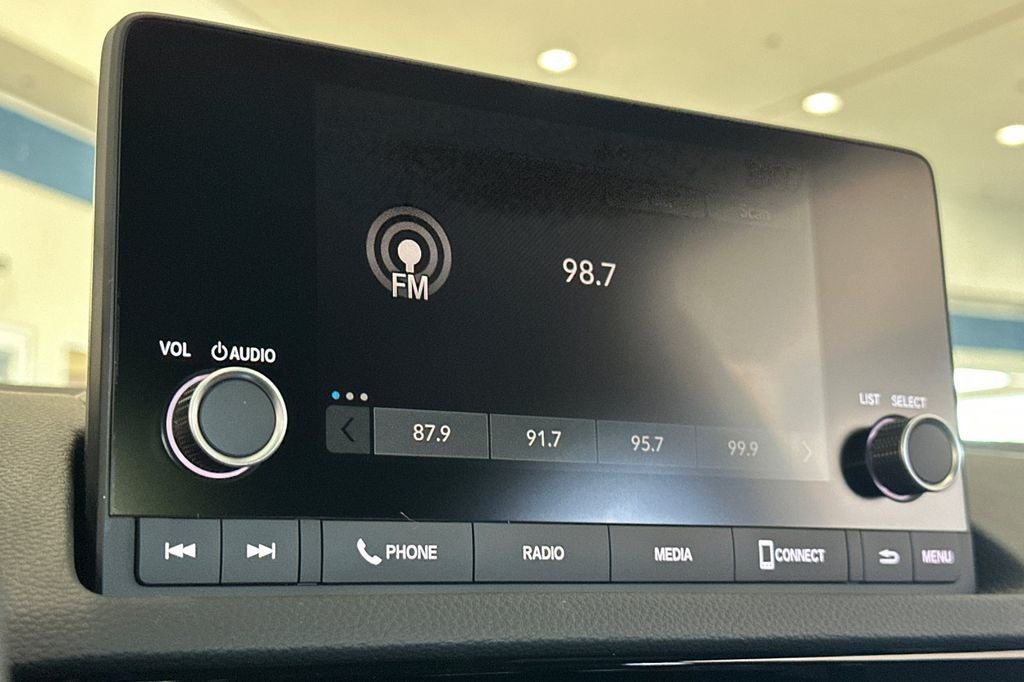 Scan
FM
98.7
VOL AUDIO
LIST SELECT
87.9 91.7 95.7 99.9
PHONE RADIO MEDIA CONNECT MENU